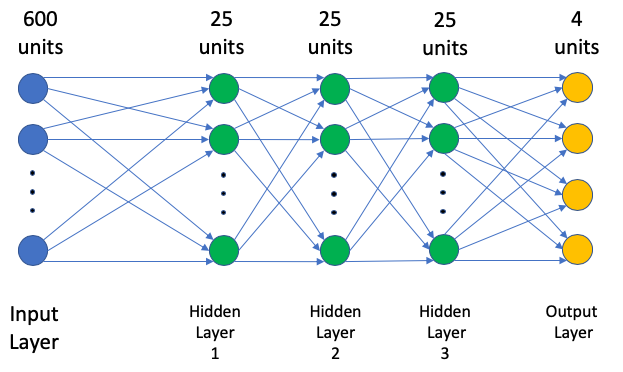 600
units
25
units
25
units
25
units
4
units
Input
Layer
Hidden
Layer
1
Hidden
Layer
2
Hidden
Layer
3
Output
Layer